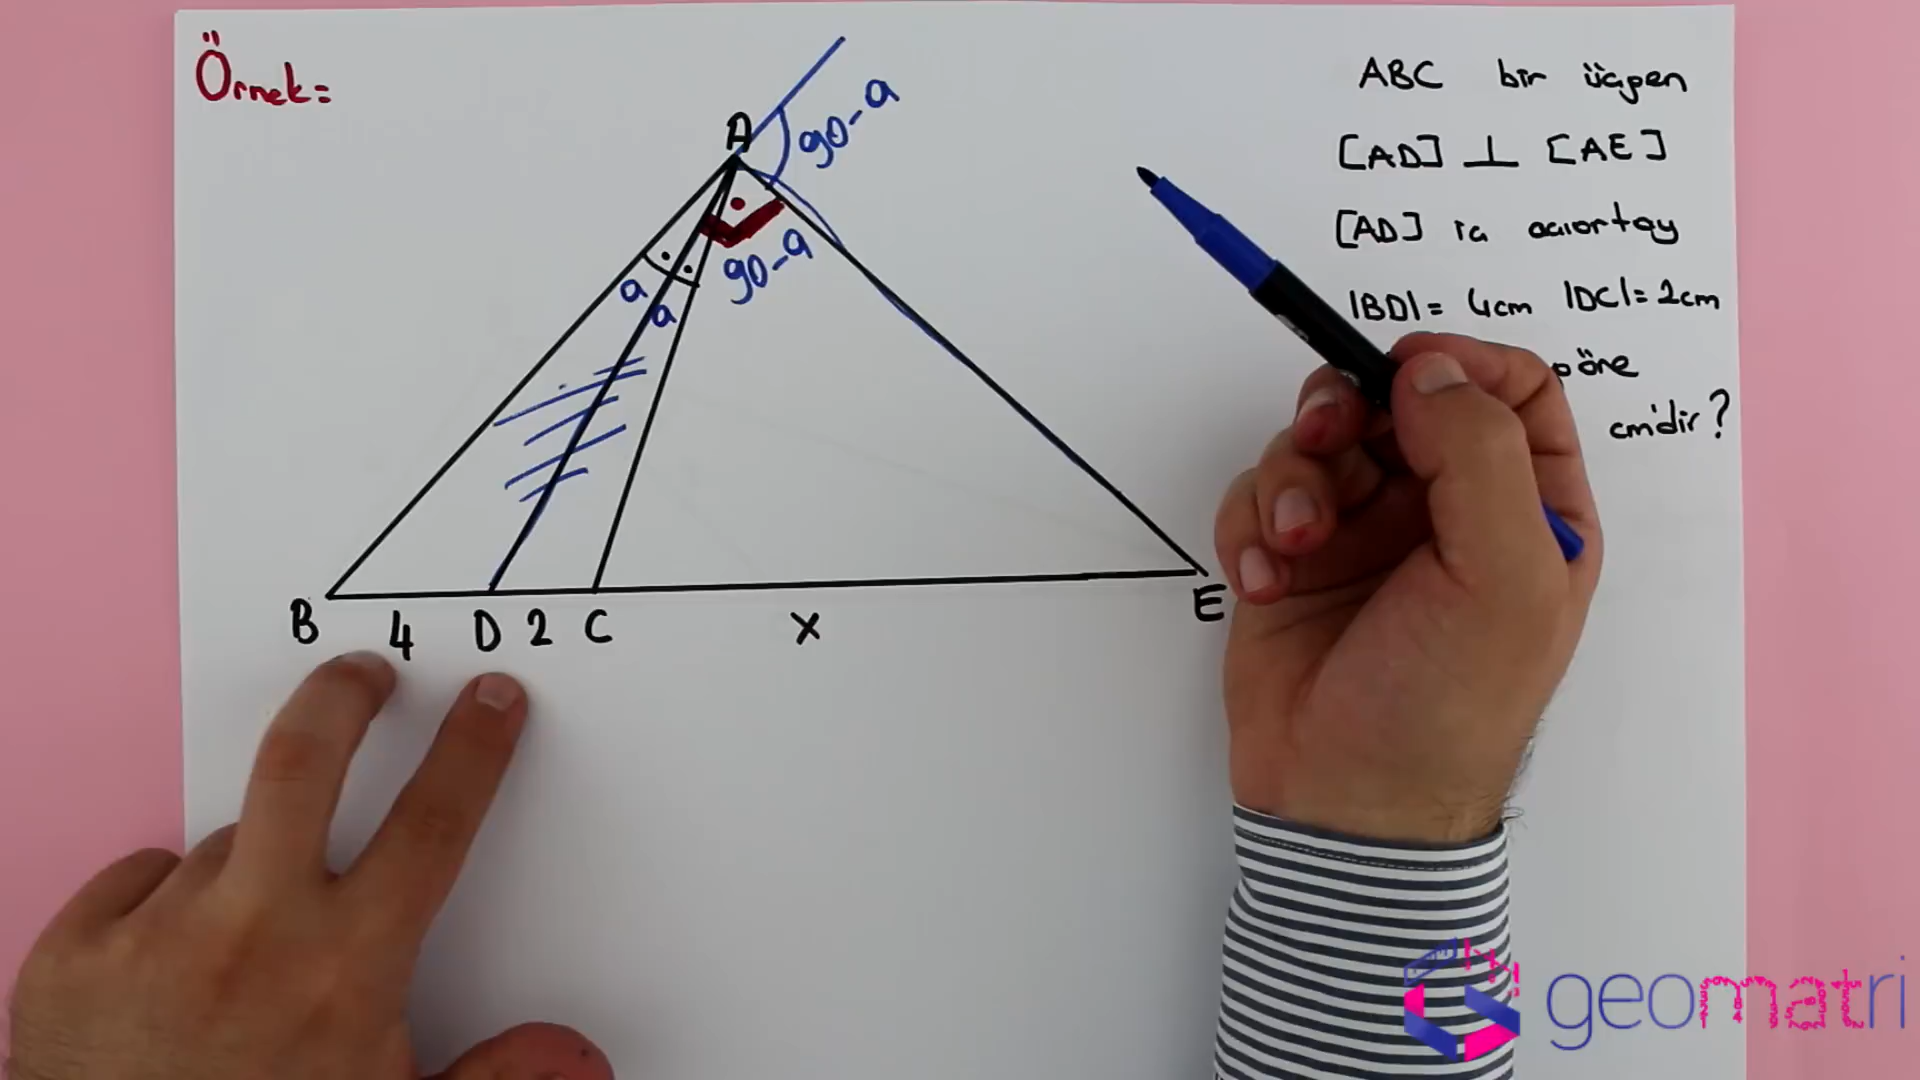 Örnek=
A
90-a
90-a
a
a
B 4 D 2 C X E
ABC bir üçgen
[AD] ⊥ [AE]
[AD] iç açıortay
|BD|= 4cm |DC|= 2cm
göre
cm'dir?
geomatri